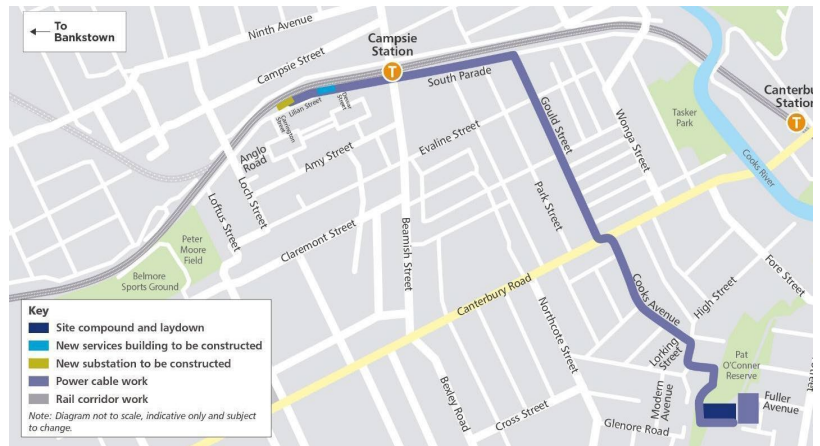 To
Bankstown
Ninth Avenue
Campsie Street
Campsie
Station
T
South Parade
Lilian Street
Carrington
Street
Anglo
Road
Amy Street
Evaline Street
Gould Street
Wonga Street
Tasker
Park
Canterbu
Station
T
Cooks River
Loch Street
Loftus Street
Claremont Street
Beamish Street
Park Street
Peter
Moore
Field
Belmore
Sports Ground
Canterbury Road
Fore Street
High Street
Cooks Avenue
Northcote Street
Lorking
Street
Modern
Avenue
Pat
O'Conner
Reserve
Fuller
Avenue
Bexley Road
Cross Street
Glenore Road
Key
Site compound and laydown
New services building to be constructed
New substation to be constructed
Power cable work
Rail corridor work
Note: Diagram not to scale, indicative only and subject
to change.